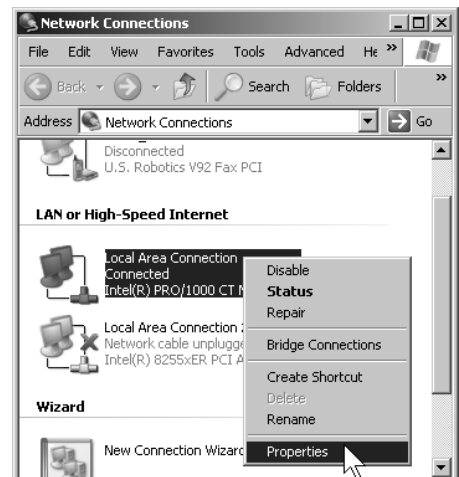 Network Connections
File Edit View Favorites Tools Advanced He »
Back Search Folders »
Address Network Connections Go
Disconnected
U.S. Robotics V92 Fax PCI
LAN or High-Speed Internet
Local Area Connection
Connected
Intel(R) PRO/1000 CT
Local Area Connection
Network cable unplugge
Intel(R) 8255xER PCI A
Disable
Status
Repair
Bridge Connections
Create Shortcut
Delete
Rename
Properties
Wizard
New Connection Wizard